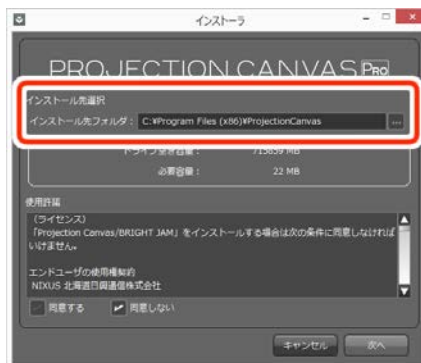 インストーラ
PROJECTION CANVAS PRO
インストール先選択
インストール先フォルダ： C:¥Program Files (x86)¥ProjectionCanvas ...
ドライブ空き容量： 715639 MB
必要容量： 22 MB
使用許諾
（ライセンス）
「Projection Canvas/BRIGHT JAM」をインストールする場合は次の条件に同意しなければ
いけません。
エンドユーザの使用権契約
NIXUS 北海道日興通信株式会社
同意する 同意しない
キャンセル 次へ